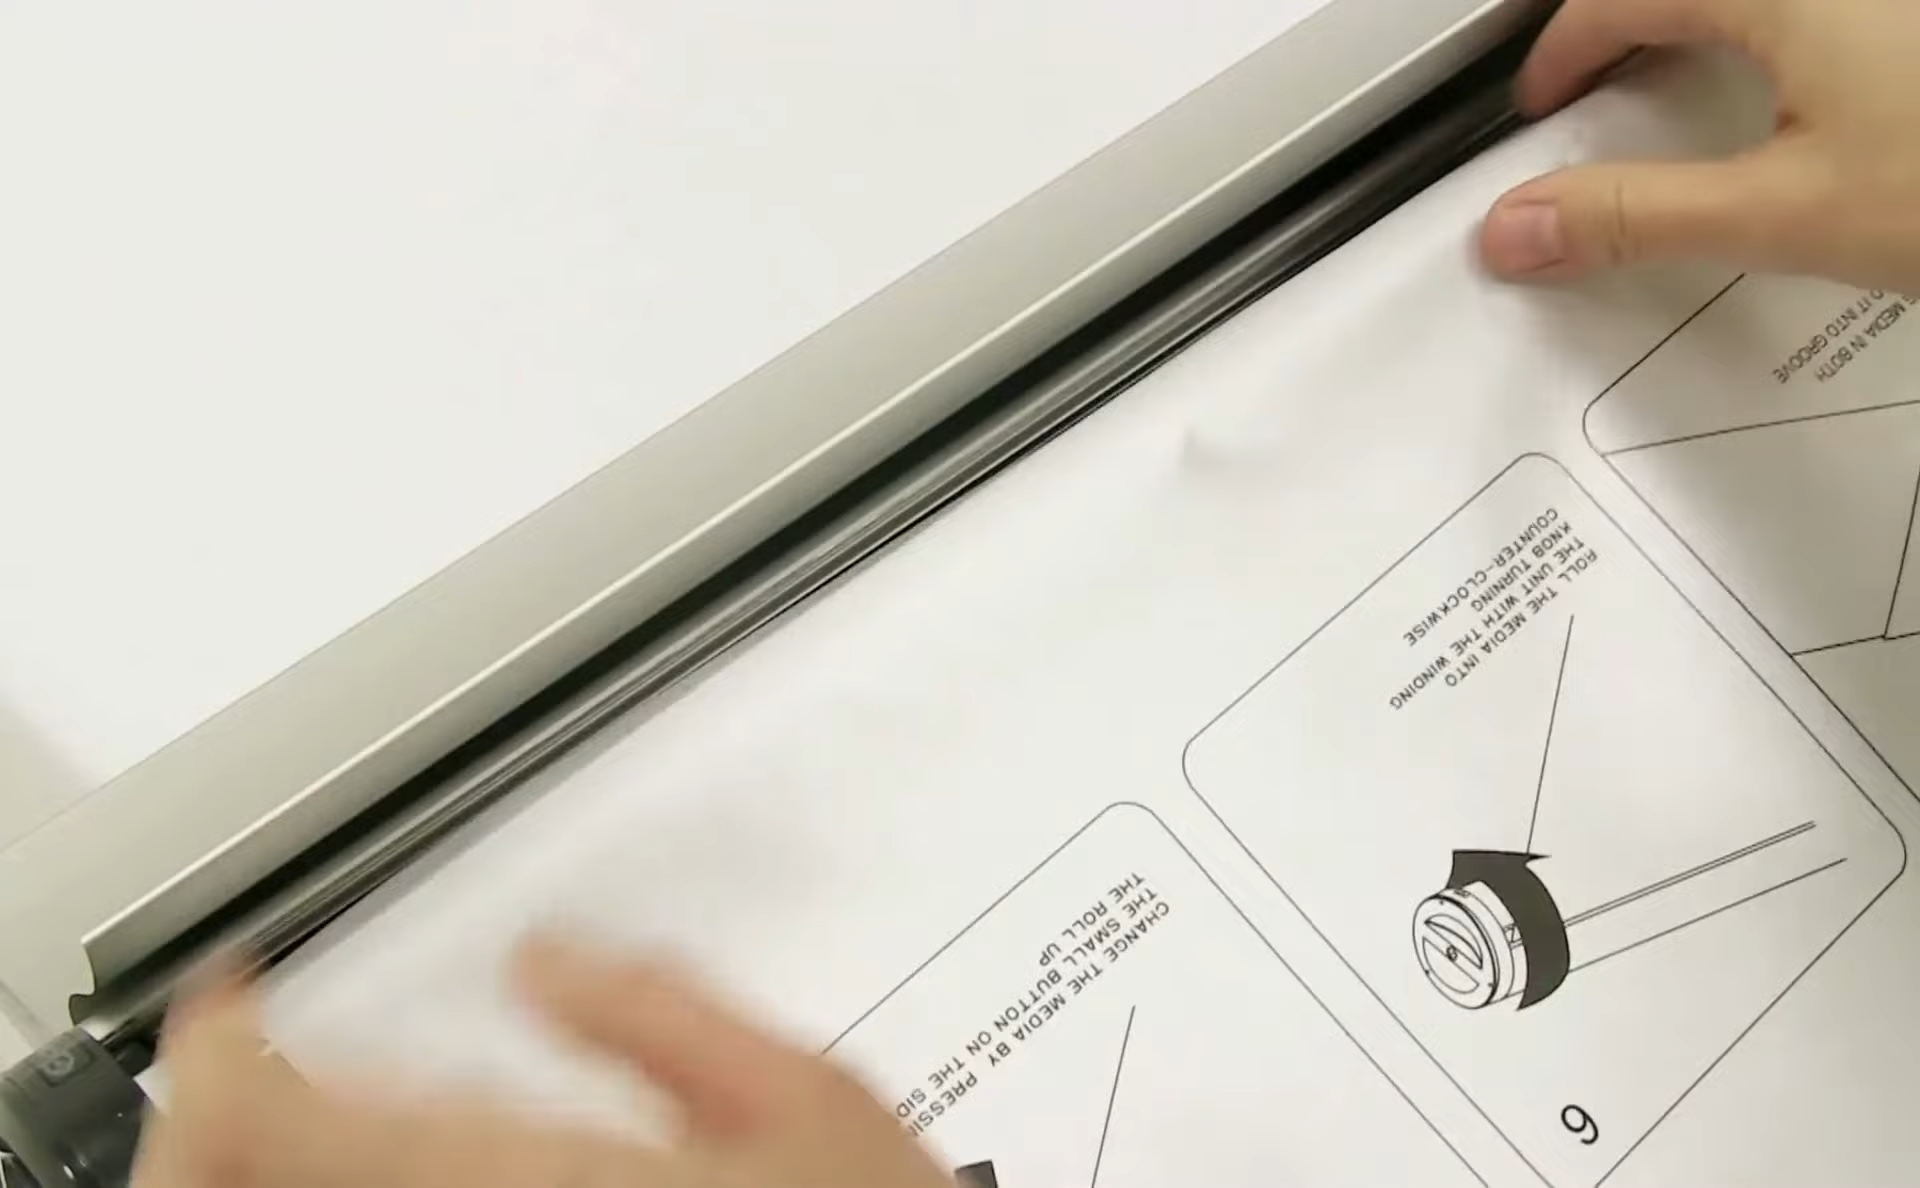 MEDIA IN BOTH
IT INTO GROOVE
6
ROLL THE MEDIA INTO
THE UNIT WITH THE WINDING
KNOB TURNING
COUNTER-CLOCKWISE
CHANGE THE MEDIA BY PRESSI
THE SMALL BUTTON ON THE SID
THE ROLL UP